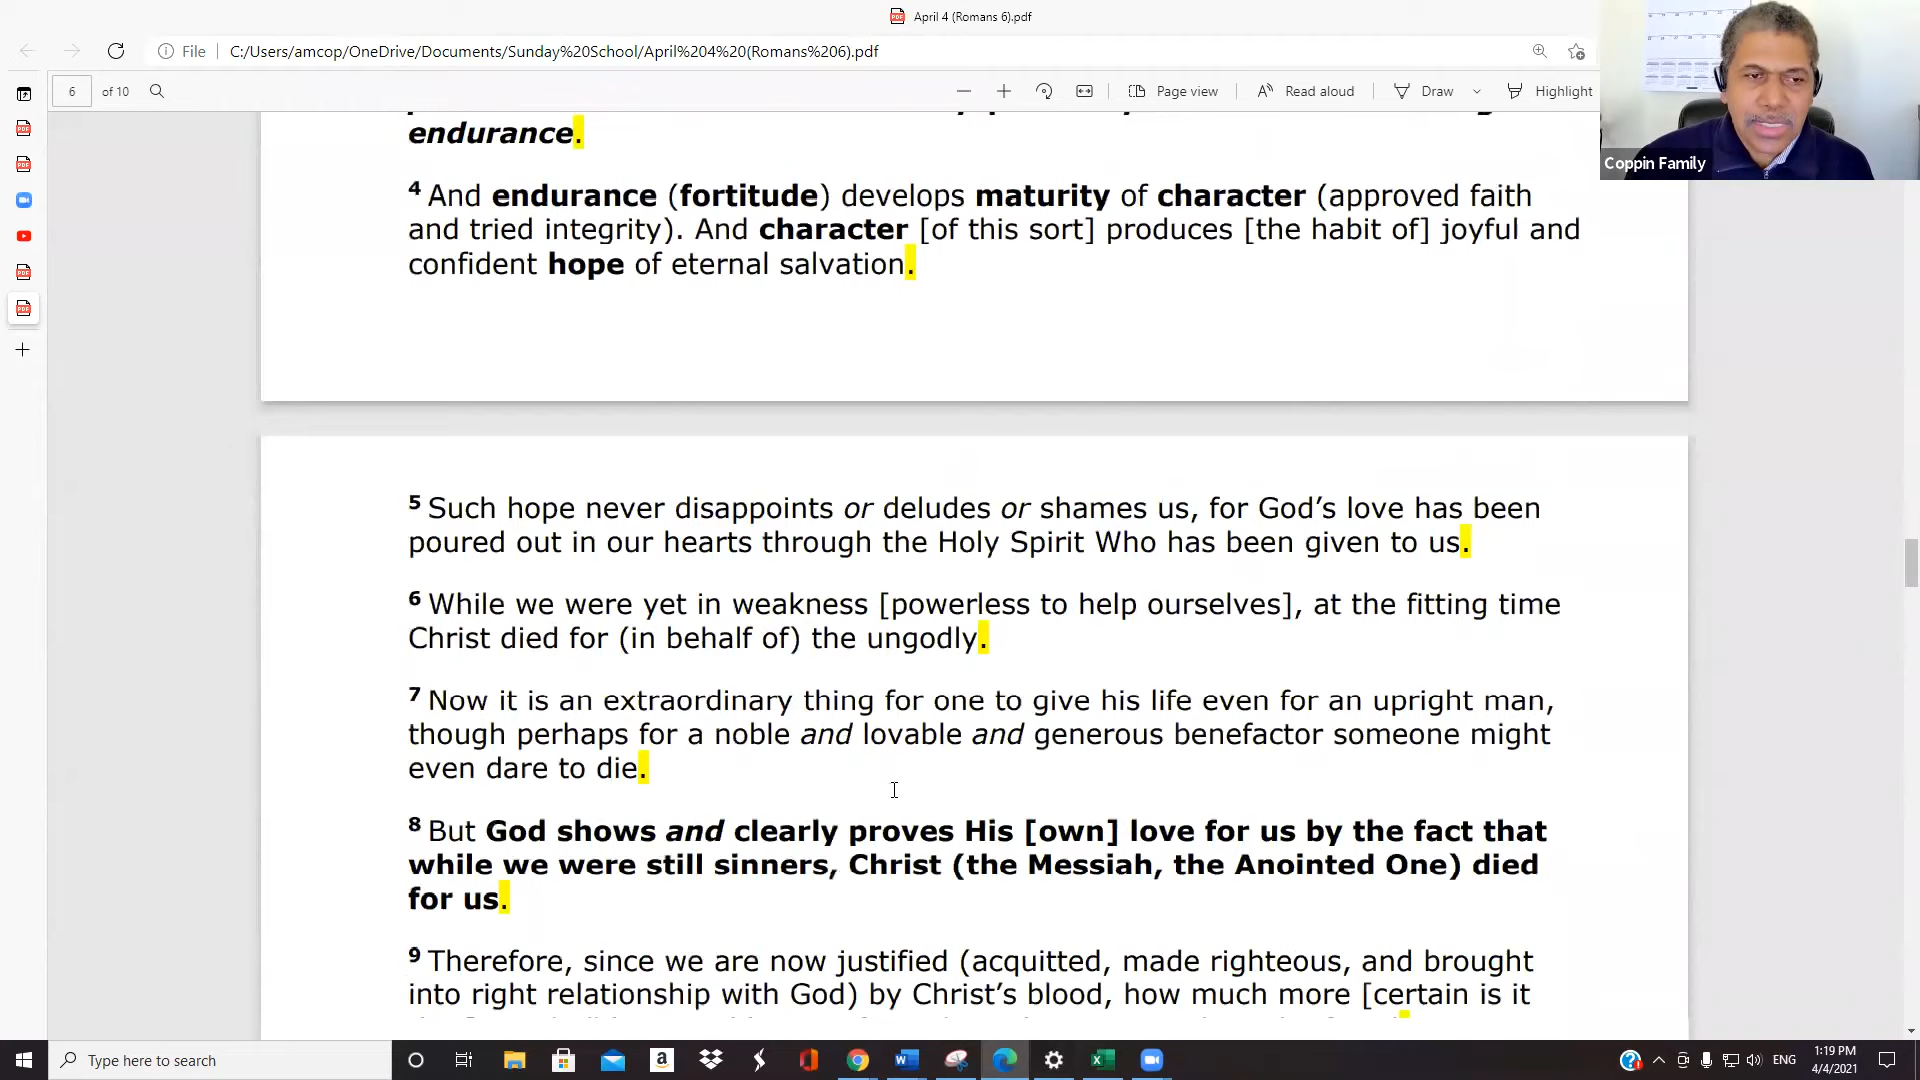 April 4 (Romans 6).pdf
File
C:/Users/amcop/OneDrive/Documents/Sunday%20School/April%204%20(Romans%206).pdf
6 of 10
Page view
Read aloud
Draw
Highlight
Coppin Family
endurance.
4 And endurance (fortitude) develops maturity of character (approved faith
and tried integrity). And character [of this sort] produces [the habit of] joyful and
confident hope of eternal salvation.
5 Such hope never disappoints or deludes or shames us, for God's love has been
poured out in our hearts through the Holy Spirit Who has been given to us.
6 While we were yet in weakness [powerless to help ourselves], at the fitting time
Christ died for (in behalf of) the ungodly.
7 Now it is an extraordinary thing for one to give his life even for an upright man,
though perhaps for a noble and lovable and generous benefactor someone might
even dare to die.
8 But God shows and clearly proves His [own] love for us by the fact that
while we were still sinners, Christ (the Messiah, the Anointed One) died
for us.
9 Therefore, since we are now justified (acquitted, made righteous, and brought
into right relationship with God) by Christ's blood, how much more [certain is it
Type here to search
ENG
1:19 PM
4/4/2021